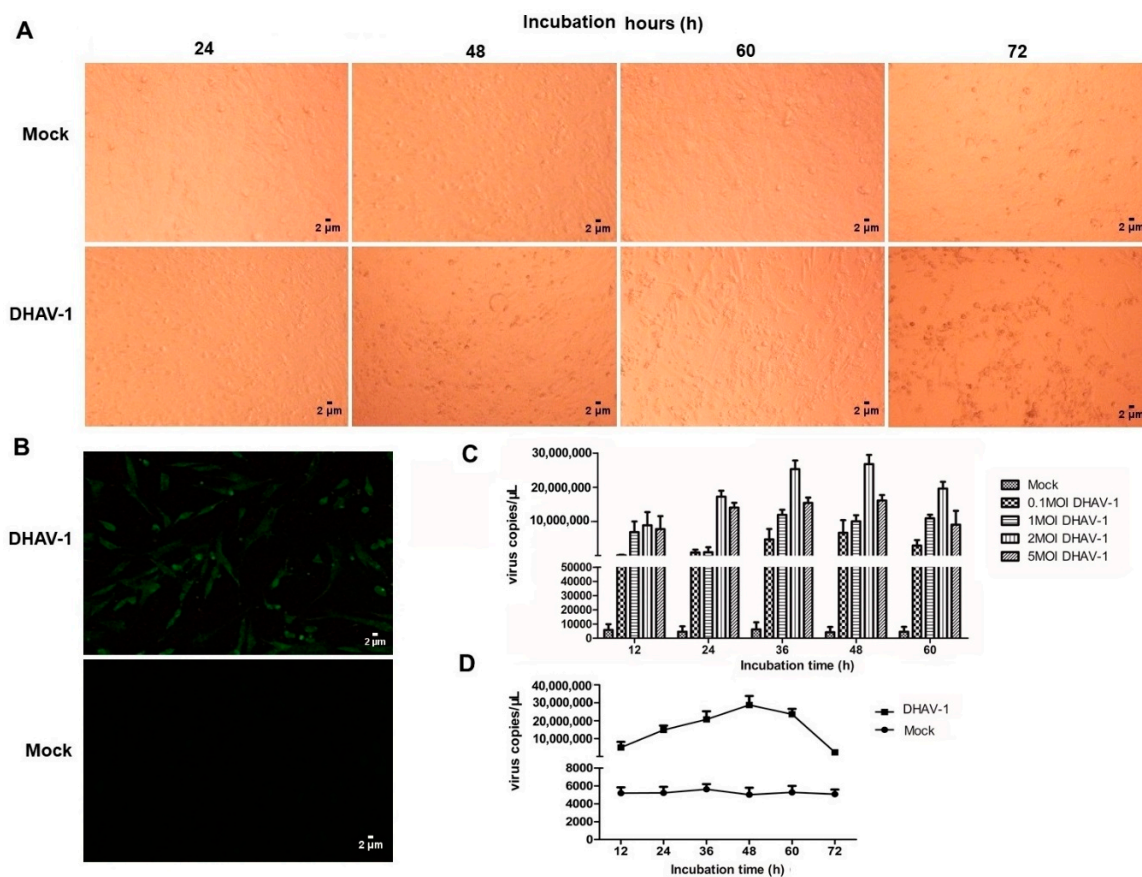 A
Incubation hours (h)
24 48 60 72
Mock
2 µm 2 µm 2 µm 2 µm
DHAV-1
2 µm 2 µm 2 µm 2 µm
B
DHAV-1
2 µm
Mock
2 µm
C
virus copies/µL
30,000,000
20,000,000
10,000,000
50000
40000
30000
20000
10000
0
12 24 36 48 60
Incubation time (h)
Mock
0.1MOI DHAV-1
1MOI DHAV-1
2MOI DHAV-1
5MOI DHAV-1
D
virus copies/µL
40,000,000
30,000,000
20,000,000
10,000,000
8000
6000
4000
2000
0
12 24 36 48 60 72
Incubation time (h)
DHAV-1
Mock